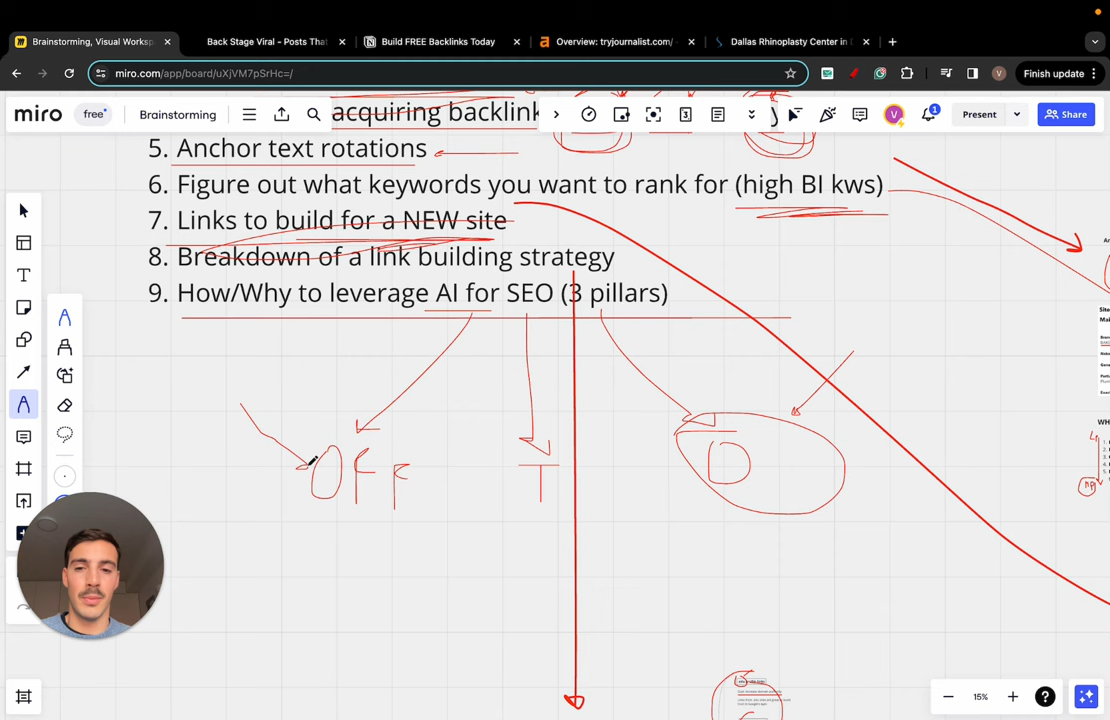 Brainstorming, Visual Worksp
Back Stage Viral - Posts That
Build FREE Backlinks Today
Overview: tryjournalist.com/ -
Dallas Rhinoplasty Center in D
miro.com/app/board/uXjVM7pSrHc=/
V
Finish update
miro
free
Brainstorming
3
V
1
Present
Share
acquiring backlink
5. Anchor text rotations
6. Figure out what keywords you want to rank for (high BI kws)
7. Links to build for a NEW site
8. Breakdown of a link building strategy
9. How/Why to leverage AI for SEO (3 pillars)
OFF
T
O
15%